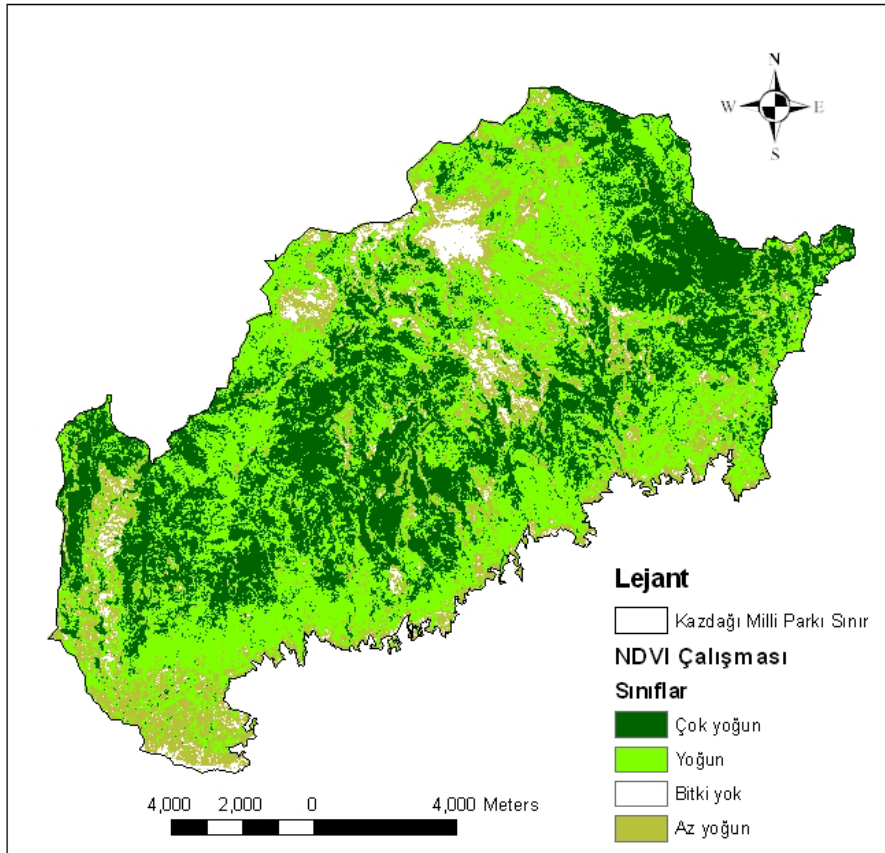 N
W E
S
Lejant
Kazdağı Milli Parkı Sınır
NDVI Çalışması
Sınıflar
Çok yoğun
Yoğun
Bitki yok
Az yoğun
4,000 2,000 0 4,000 Meters